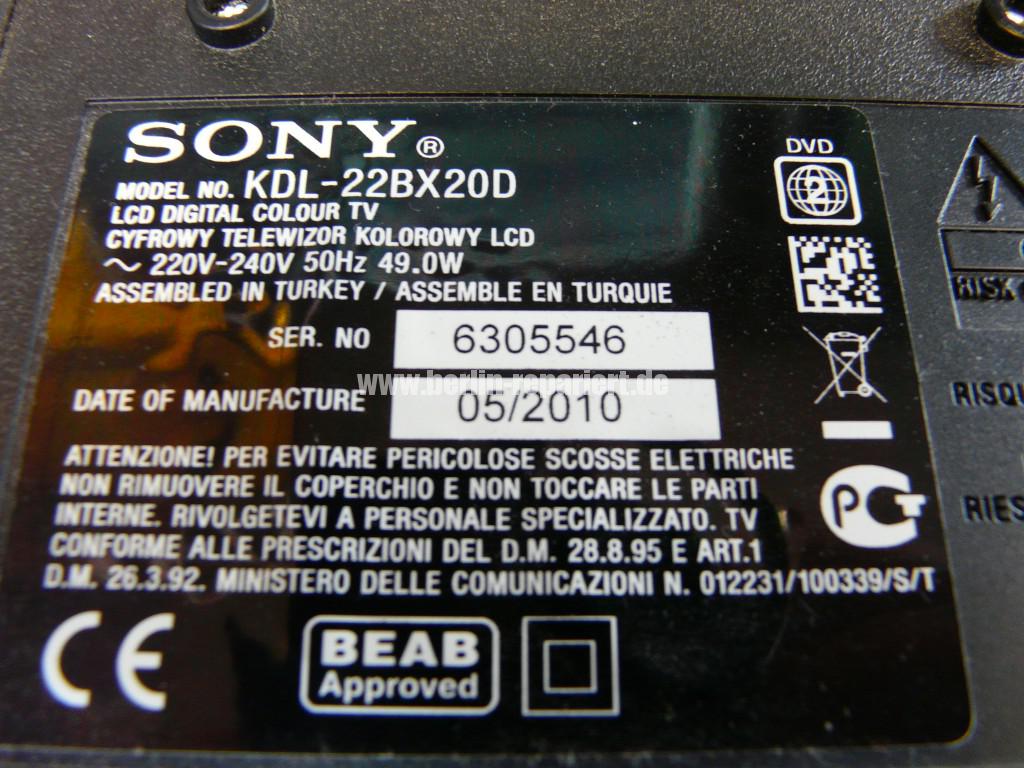 SONY®
MODEL NO. KDL-22BX20D
LCD DIGITAL COLOUR TV
CYFROWY TELEWIZOR KOLOROWY LCD
~ 220V-240V 50Hz 49.0W
ASSEMBLED IN TURKEY / ASSEMBLE EN TURQUIE
DVD
2
SER. NO 6305546
www.berlin-repariert.de
DATE OF MANUFACTURE 05/2010
ATTENZIONE! PER EVITARE PERICOLOSE SCOSSE ELETTRICHE
NON RIMUOVERE IL COPERCHIO E NON TOCCARE LE PARTI
INTERNE. RIVOLGETEVI A PERSONALE SPECIALIZZATO. TV
CONFORME ALLE PRESCRIZIONI DEL D.M. 28.8.95 E ART.1
D.M. 26.3.92. MINISTERO DELLE COMUNICAZIONI N. 012231/100339/S/T
PCT
CE
BEAB
Approved
RISK